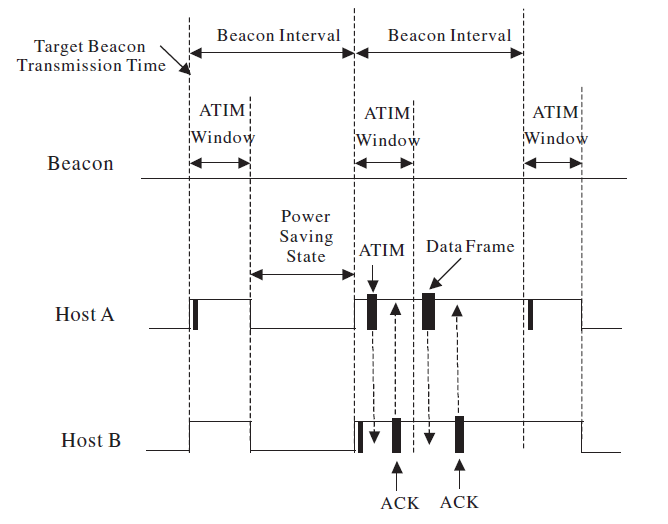 Target Beacon
Transmission Time
Beacon Interval
Beacon Interval
ATIM
Window
ATIM
Window
ATIM
Window
Beacon
Power
Saving
State
ATIM
Data Frame
Host A
Host B
ACK
ACK